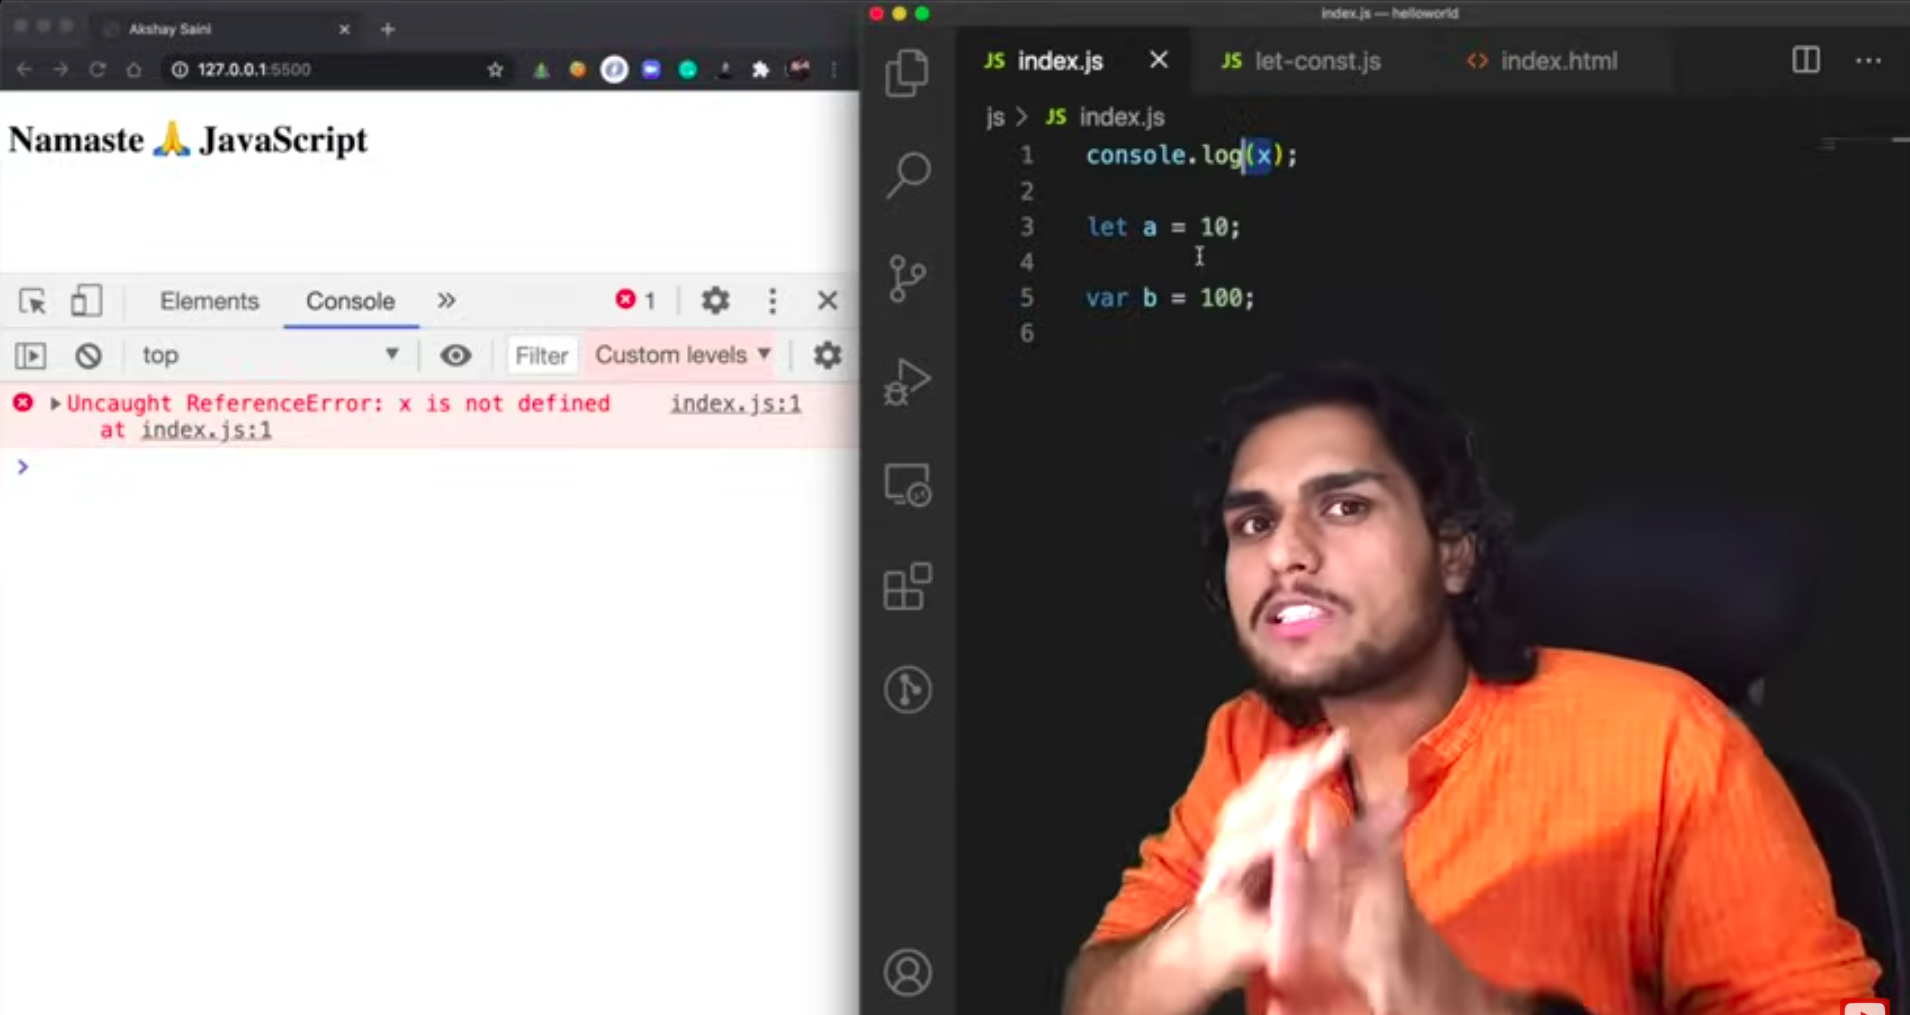 Akshay Saini
127.0.0.1:5500
Namaste 🙏 JavaScript
Elements Console » 1
top Filter Custom levels
Uncaught ReferenceError: x is not defined index.js:1
at index.js:1
index.js — helloworld
JS index.js JS let-const.js <> index.html
js > JS index.js
1 console.log(x);
2
3 let a = 10;
4
5 var b = 100;
6